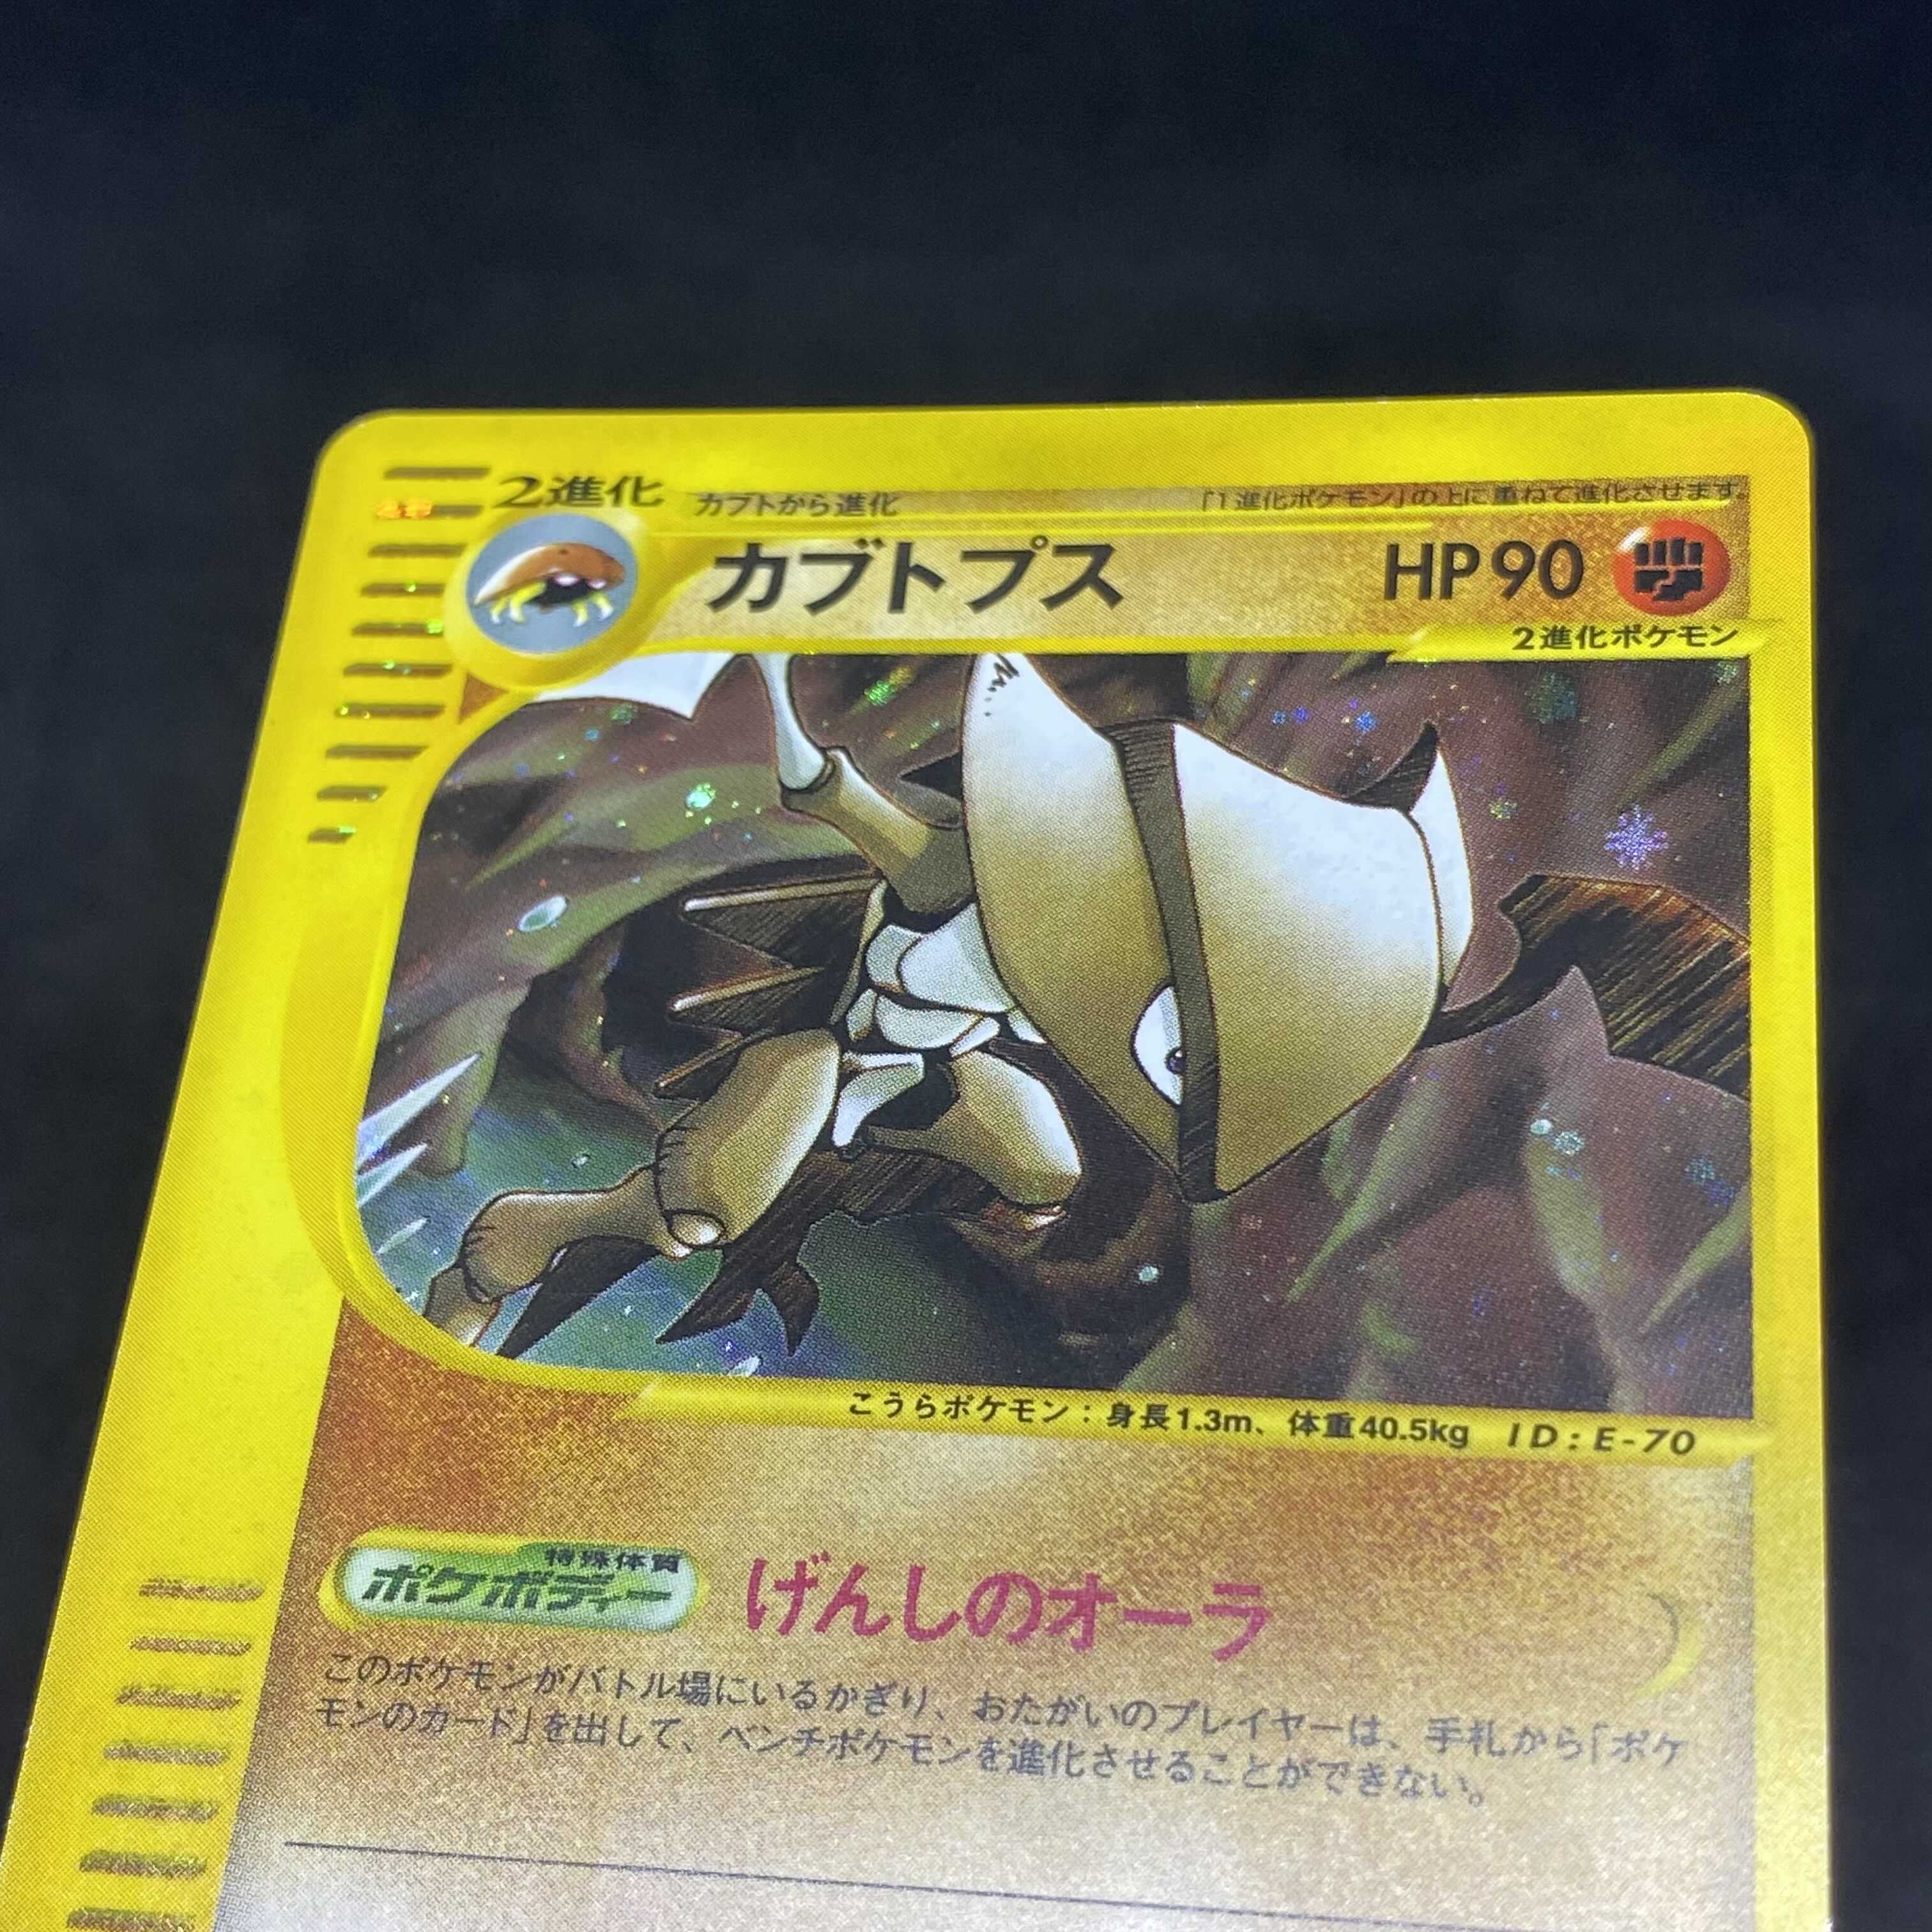 2進化 カブトから進化 「1進化ポケモン」の上に重ねて進化させます。
カブトプス HP90
2進化ポケモン
こうらポケモン：身長1.3m、体重40.5kg ID：E-70
特殊体質
ポケボディー げんしのオーラ
このポケモンがバトル場にいるかぎり、おたがいのプレイヤーは、手札から「ポケ
モンのカード」を出して、ベンチポケモンを進化させることができない。